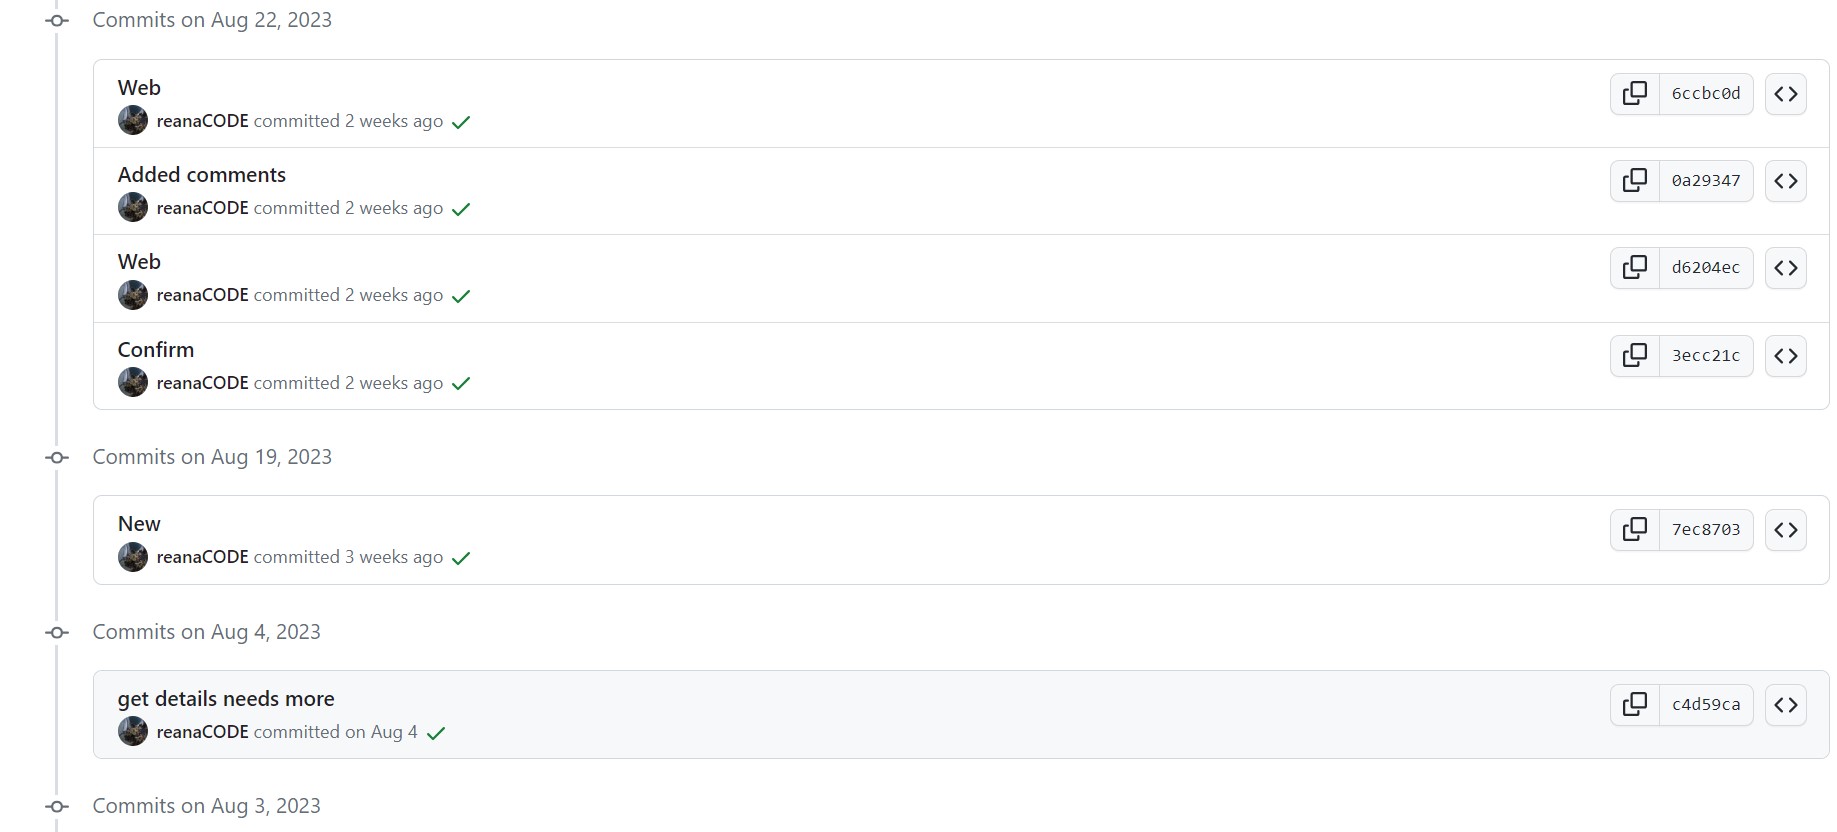 Commits on Aug 22, 2023
Web
6ccbc0d
reanaCODE committed 2 weeks ago
Added comments
0a29347
reanaCODE committed 2 weeks ago
Web
d6204ec
reanaCODE committed 2 weeks ago
Confirm
3ecc21c
reanaCODE committed 2 weeks ago
Commits on Aug 19, 2023
New
7ec8703
reanaCODE committed 3 weeks ago
Commits on Aug 4, 2023
get details needs more
c4d59ca
reanaCODE committed on Aug 4
Commits on Aug 3, 2023